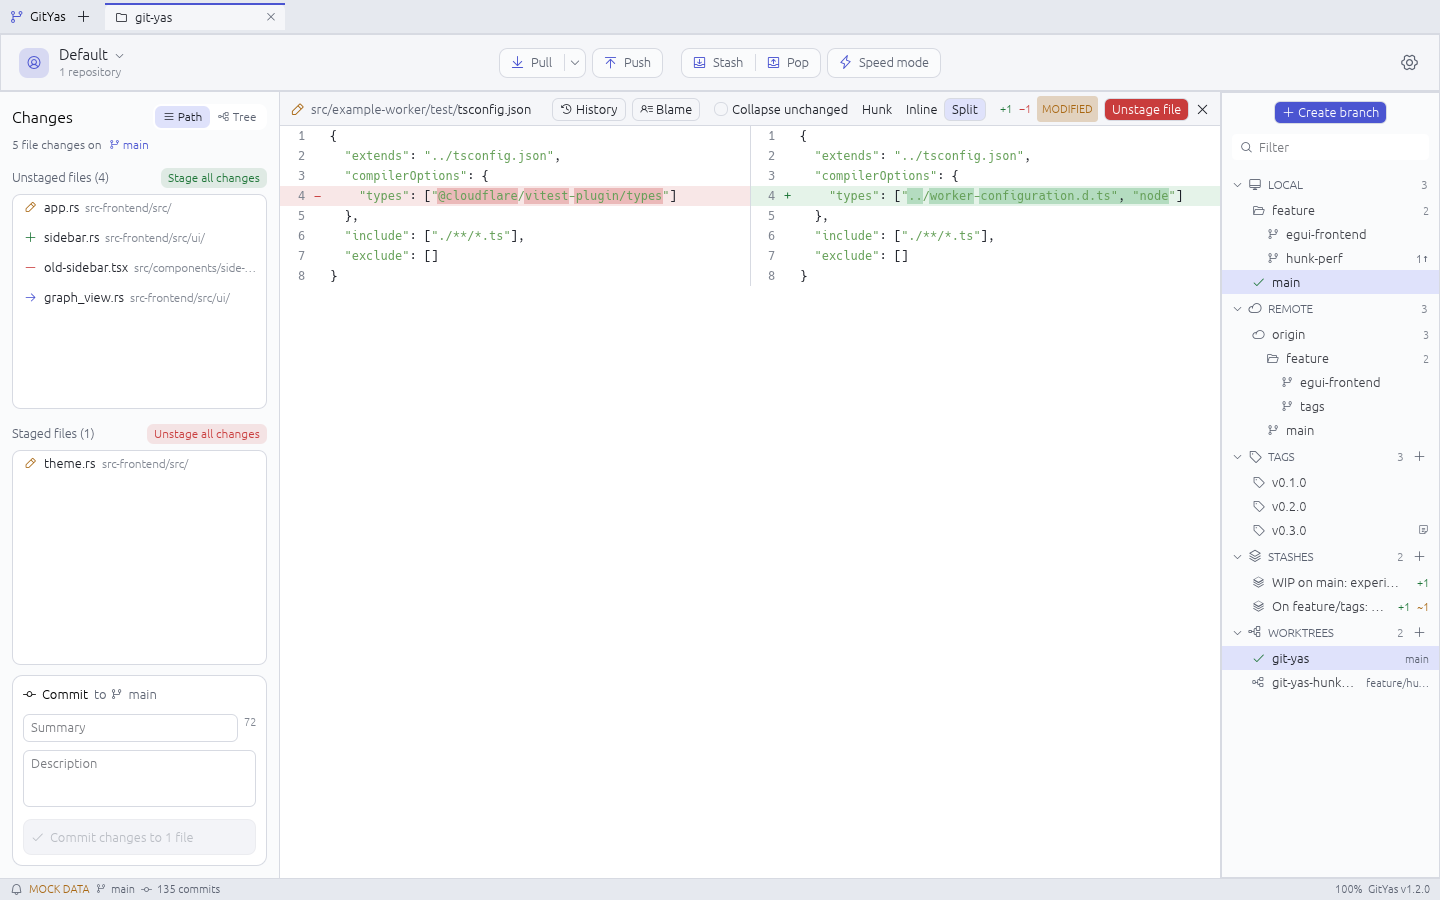 GitYas
git-yas
Default
1 repository
Pull
Push
Stash
Pop
Speed mode
Changes
Path
Tree
5 file changes on main
Unstaged files (4)
Stage all changes
app.rs src-frontend/src/
sidebar.rs src-frontend/src/ui/
old-sidebar.tsx src/components/side-...
graph_view.rs src-frontend/src/ui/
Staged files (1)
Unstage all changes
theme.rs src-frontend/src/
Commit to main
Summary
72
Description
Commit changes to 1 file
src/example-worker/test/tsconfig.json
History
Blame
Collapse unchanged
Hunk
Inline
Split
+1 −1
MODIFIED
Unstage file
1 {
2 "extends": "../tsconfig.json",
3 "compilerOptions": {
4 − "types": ["@cloudflare/vitest-plugin/types"]
5 },
6 "include": ["./**/*.ts"],
7 "exclude": []
8 }
1 {
2 "extends": "../tsconfig.json",
3 "compilerOptions": {
4 + "types": ["../worker-configuration.d.ts", "node"]
5 },
6 "include": ["./**/*.ts"],
7 "exclude": []
8 }
Create branch
Filter
LOCAL 3
feature 2
egui-frontend
hunk-perf 1↑
main
REMOTE 3
origin 3
feature 2
egui-frontend
tags
main
TAGS 3
v0.1.0
v0.2.0
v0.3.0
STASHES 2
WIP on main: experi... +1
On feature/tags: ... +1 ~1
WORKTREES 2
git-yas main
git-yas-hunk... feature/hu...
MOCK DATA main 135 commits
100% GitYas v1.2.0